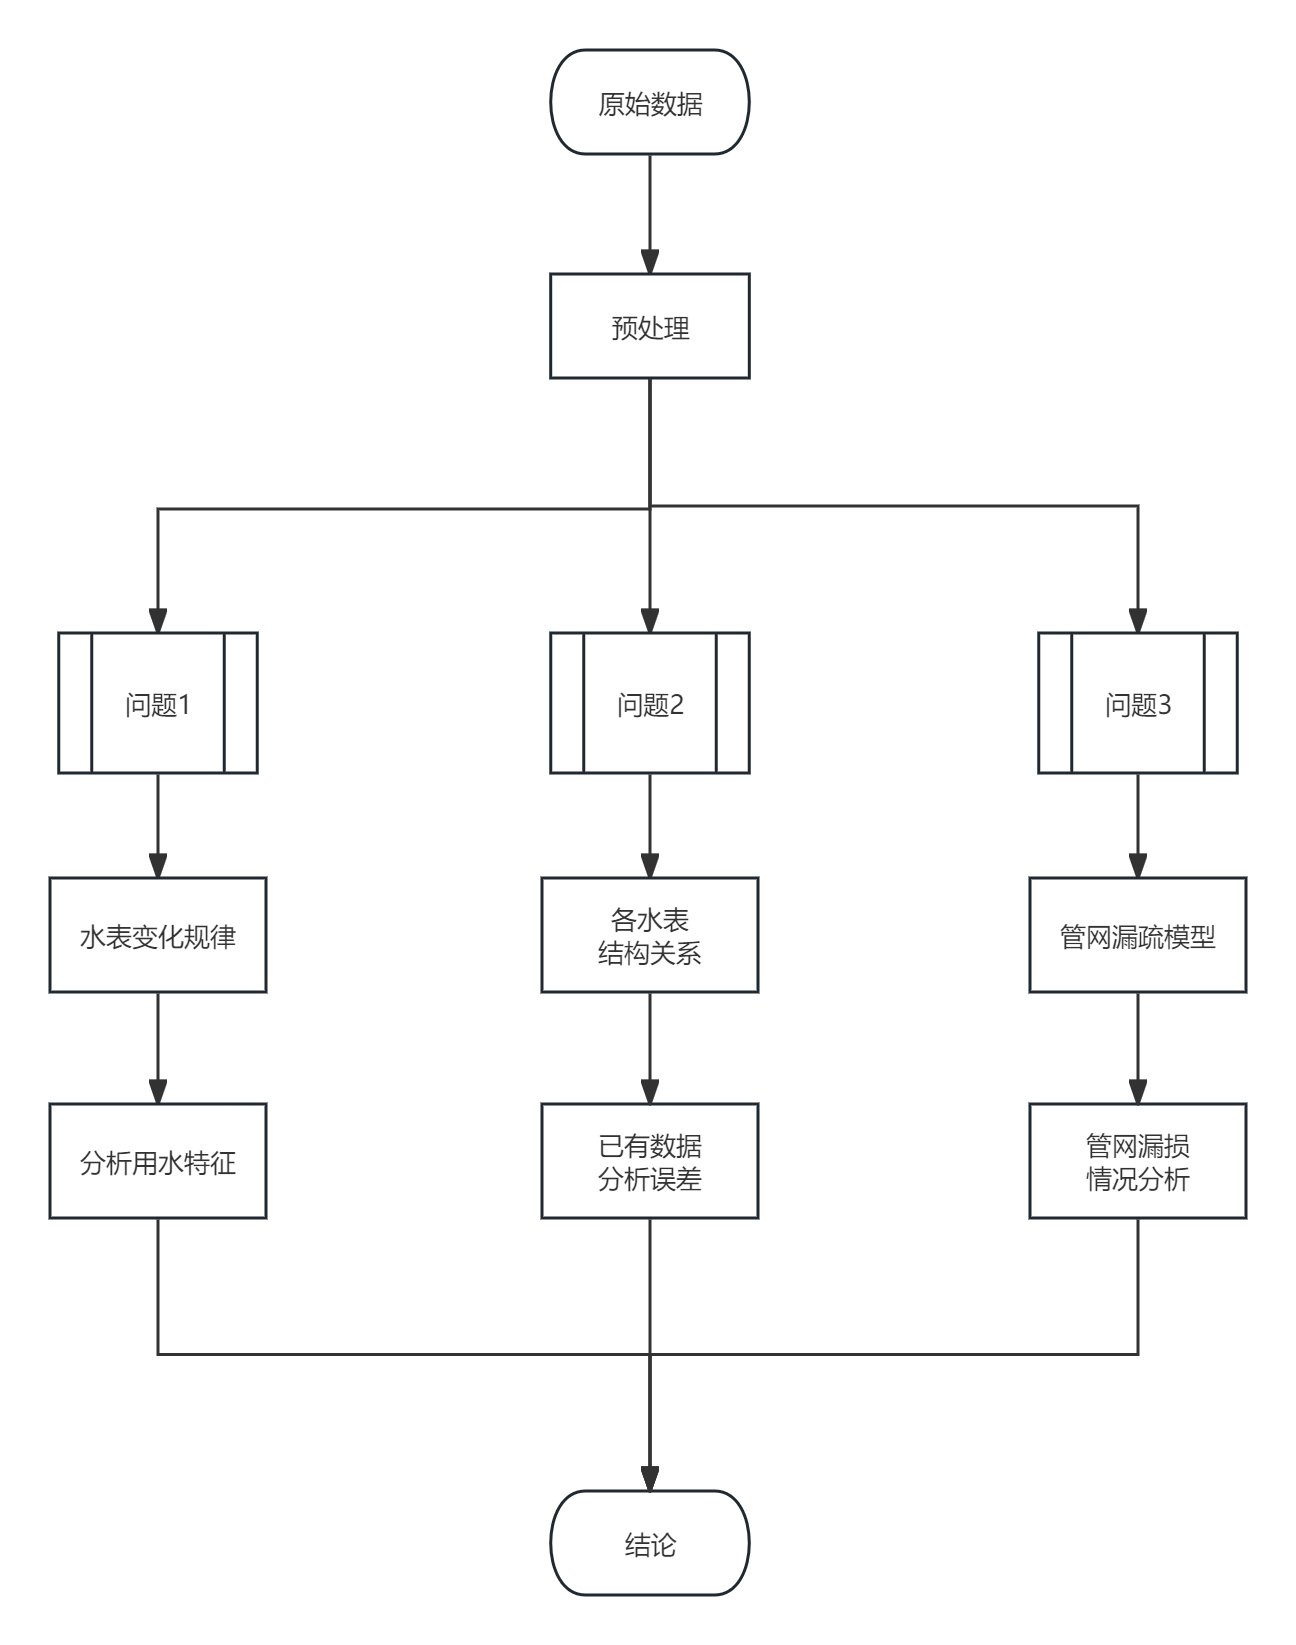 原始数据
预处理
问题1
问题2
问题3
水表变化规律
各水表
结构关系
管网漏疏模型
分析用水特征
已有数据
分析误差
管网漏损
情况分析
结论